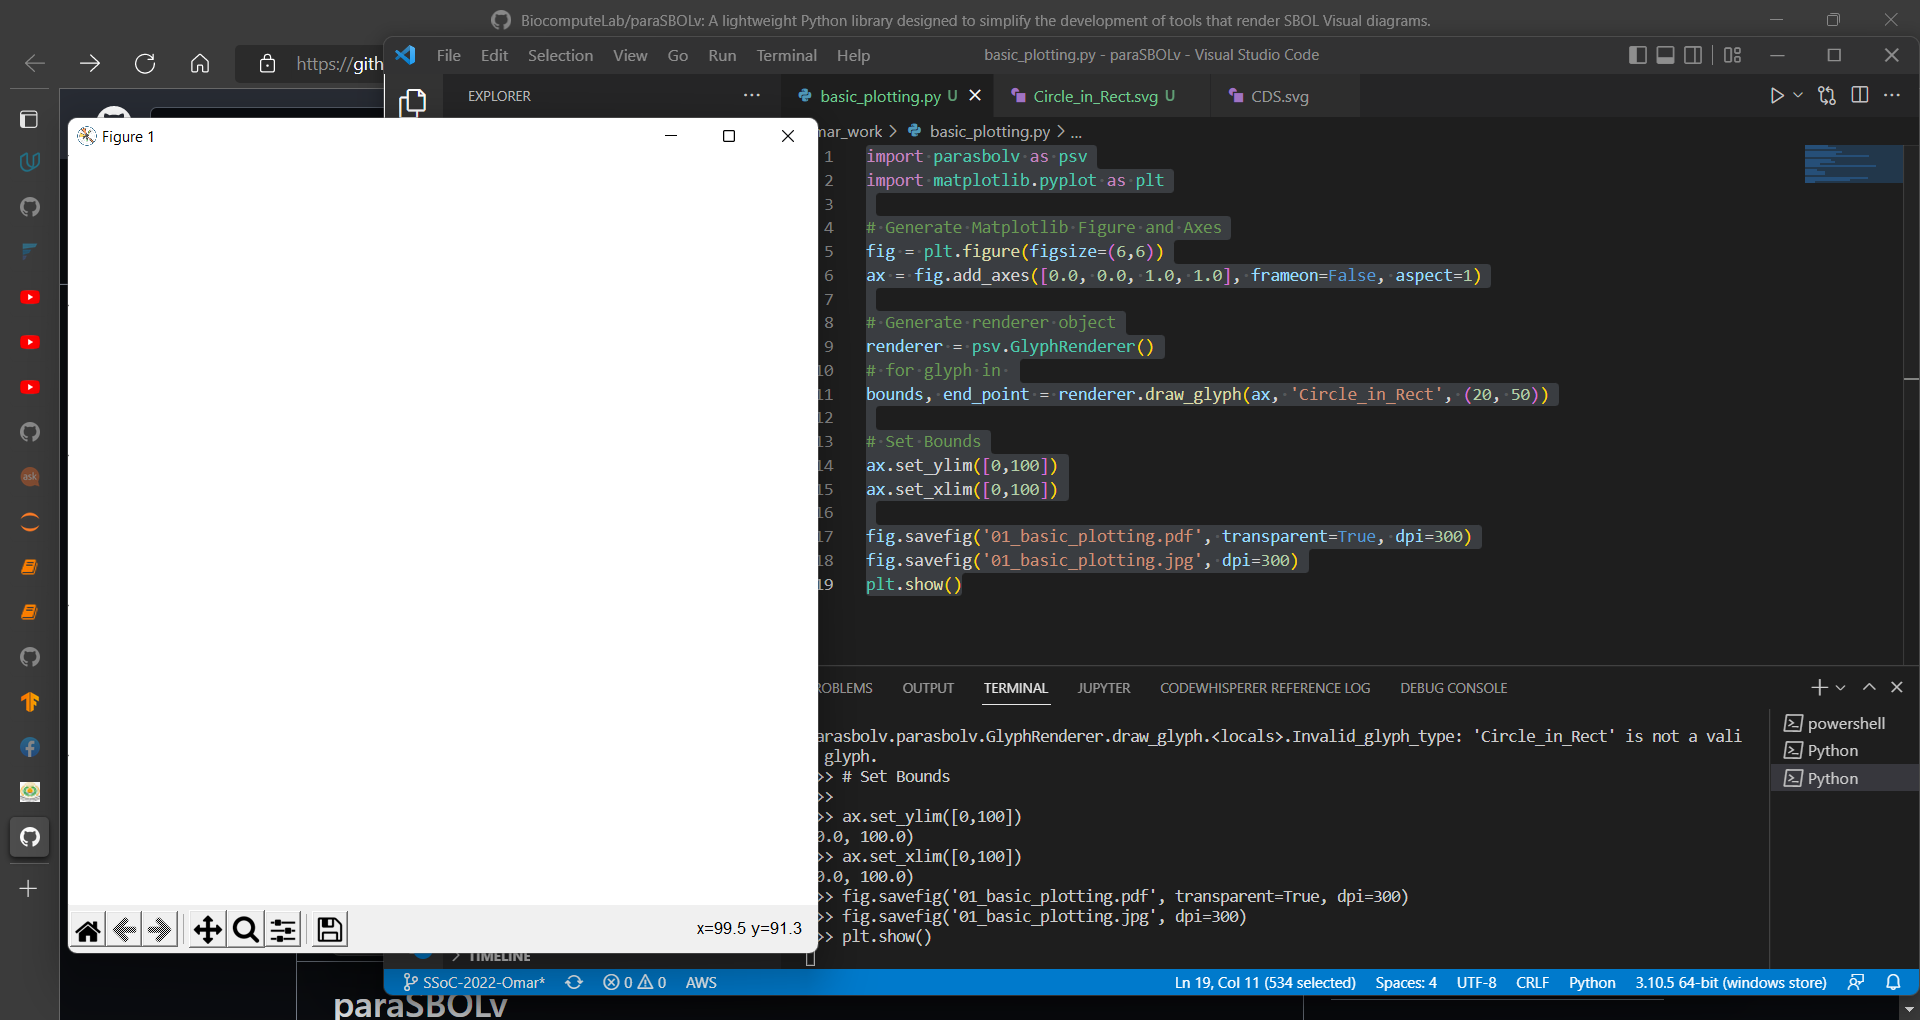 BiocomputeLab/paraSBOLv: A lightweight Python library designed to simplify the development of tools that render SBOL Visual diagrams.
https://gith
File Edit Selection View Go Run Terminal Help
basic_plotting.py - paraSBOLv - Visual Studio Code
EXPLORER
basic_plotting.py U
Circle_in_Rect.svg U
CDS.svg
Figure 1
mar_work > basic_plotting.py > ...
1 import parasbolv as psv
2 import matplotlib.pyplot as plt
3
4 # Generate Matplotlib Figure and Axes
5 fig = plt.figure(figsize=(6,6))
6 ax = fig.add_axes([0.0, 0.0, 1.0, 1.0], frameon=False, aspect=1)
7
8 # Generate renderer object
9 renderer = psv.GlyphRenderer()
10 # for glyph in
11 bounds, end_point = renderer.draw_glyph(ax, 'Circle_in_Rect', (20, 50))
12
13 # Set Bounds
14 ax.set_ylim([0,100])
15 ax.set_xlim([0,100])
16
17 fig.savefig('01_basic_plotting.pdf', transparent=True, dpi=300)
18 fig.savefig('01_basic_plotting.jpg', dpi=300)
19 plt.show()
ROBLEMS OUTPUT TERMINAL JUPYTER CODEWHISPERER REFERENCE LOG DEBUG CONSOLE
arasbolv.parasbolv.GlyphRenderer.draw_glyph.<locals>.Invalid_glyph_type: 'Circle_in_Rect' is not a vali
glyph.
>> # Set Bounds
>>
>> ax.set_ylim([0,100])
0.0, 100.0)
>> ax.set_xlim([0,100])
0.0, 100.0)
>> fig.savefig('01_basic_plotting.pdf', transparent=True, dpi=300)
>> fig.savefig('01_basic_plotting.jpg', dpi=300)
>> plt.show()
powershell
Python
Python
ask
x=99.5 y=91.3
TIMELINE
SSoC-2022-Omar* 0 0 AWS
Ln 19, Col 11 (534 selected) Spaces: 4 UTF-8 CRLF Python 3.10.5 64-bit (windows store)
paraSBOLv